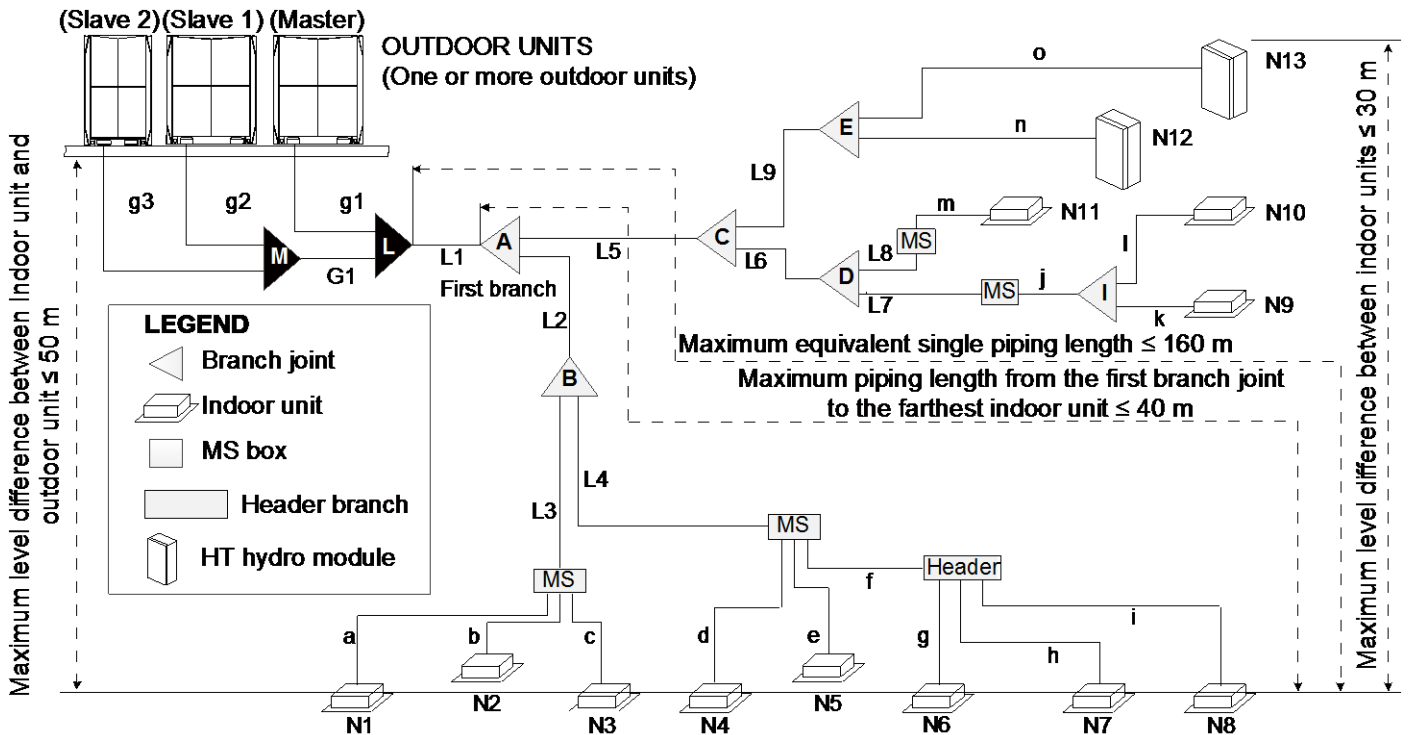 (Slave 2) (Slave 1) (Master)
OUTDOOR UNITS
(One or more outdoor units)
Maximum level difference between Indoor unit and
outdoor unit ≤ 50 m
g3
g2
g1
M
L
G1
L1
A
First branch
L2
B
L3
L4
L5
C
L9
L6
E
o
N13
n
N12
D
L8
MS
m
N11
L7
MS
j
I
l
N10
k
N9
Maximum equivalent single piping length ≤ 160 m
Maximum piping length from the first branch joint
to the farthest indoor unit ≤ 40 m
Maximum level difference between indoor units ≤ 30 m
LEGEND
Branch joint
Indoor unit
MS box
Header branch
HT hydro module
MS
a
b
c
MS
d
e
f
Header
g
h
i
N1
N2
N3
N4
N5
N6
N7
N8